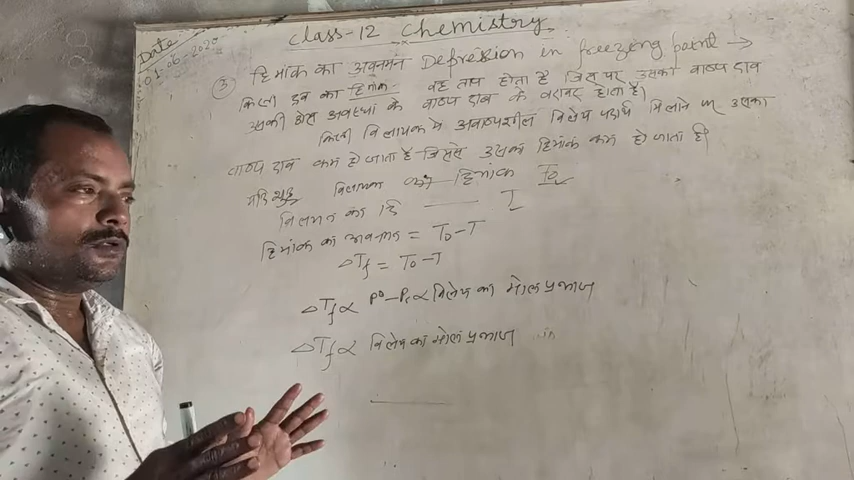 Class-12 Chemistry
Date:
01-06-2020
③ हिमांक का अवनमन Depression in freezing point →
किसी द्रव का हिमांक वह ताप होता है जिस पर उसका वाष्प दाब
उसकी ठोस अवस्था के वाष्प दाब के बराबर होता है।
किसी विलायक में अवाष्पशील विलेय पदार्थ मिलाने पर उसका
वाष्प दाब कम हो जाता है जिससे उसका हिमांक कम हो जाता है।
यदि शुद्ध विलायक का हिमांक T₀
विलयन का हि —— T
हिमांक का अवनमन = T₀-T
ΔTf = T₀-T
ΔTf ∝ P⁰-Ps ∝ विलेय का मोल प्रभाज
ΔTf ∝ विलेय का मोल प्रभाज